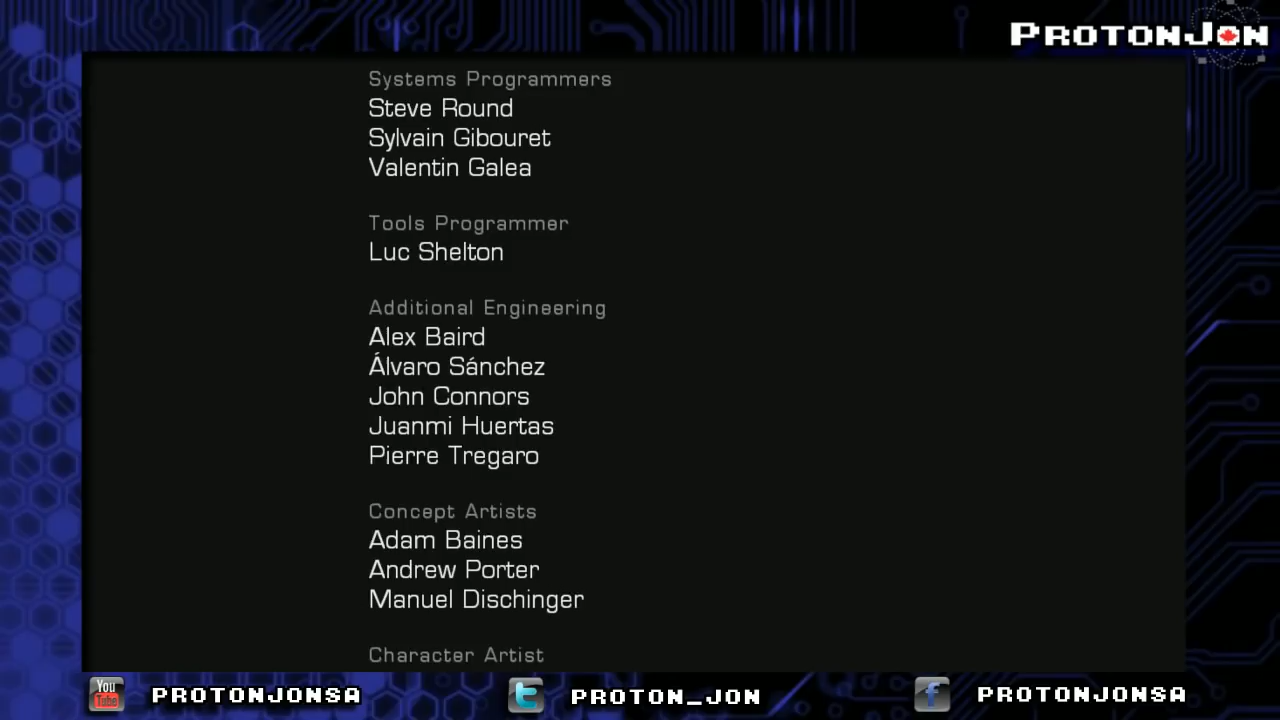 PROTONJON
Systems Programmers
Steve Round
Sylvain Gibouret
Valentin Galea
Tools Programmer
Luc Shelton
Additional Engineering
Alex Baird
Álvaro Sánchez
John Connors
Juanmi Huertas
Pierre Tregaro
Concept Artists
Adam Baines
Andrew Porter
Manuel Dischinger
Character Artist
You Tube PROTONJONSA
PROTON_JON
PROTONJONSA